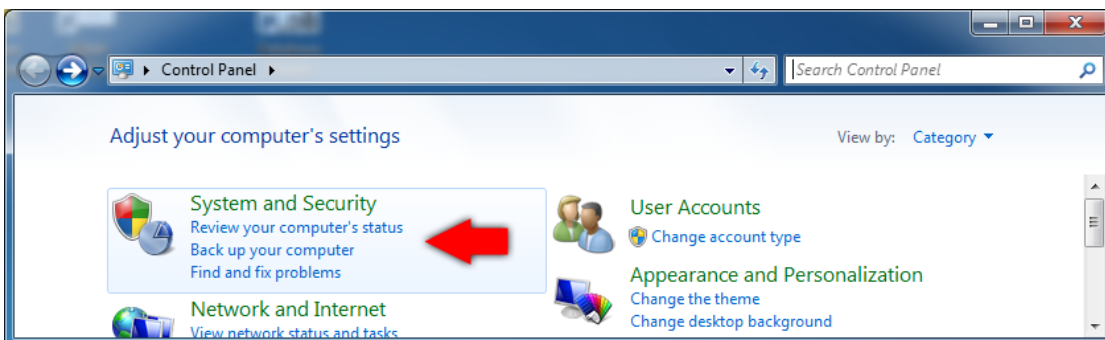 Control Panel
Search Control Panel
Adjust your computer's settings
View by: Category
System and Security
Review your computer's status
Back up your computer
Find and fix problems
Network and Internet
View network status and tasks
User Accounts
Change account type
Appearance and Personalization
Change the theme
Change desktop background